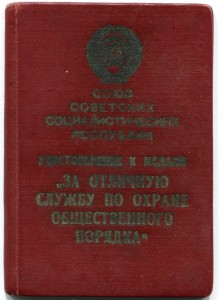 СОЮЗ
СОВЕТСКИХ
СОЦИАЛИСТИЧЕСКИХ
РЕСПУБЛИК
УДОСТОВЕРЕНИЕ К МЕДАЛИ
„ЗА ОТЛИЧНУЮ
СЛУЖБУ ПО ОХРАНЕ
ОБЩЕСТВЕННОГО
ПОРЯДКА“